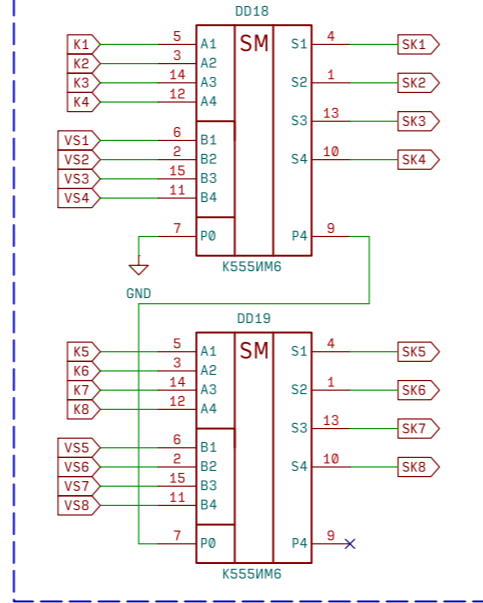 DD18
K1 5 A1 SM S1 4 SK1
K2 3 A2
K3 14 A3 S2 1 SK2
K4 12 A4
S3 13 SK3
VS1 6 B1
VS2 2 B2 S4 10 SK4
VS3 15 B3
VS4 11 B4
7 P0 P4 9
К555ИМ6
GND
DD19
K5 5 A1 SM S1 4 SK5
K6 3 A2
K7 14 A3 S2 1 SK6
K8 12 A4
S3 13 SK7
VS5 6 B1
VS6 2 B2 S4 10 SK8
VS7 15 B3
VS8 11 B4
7 P0 P4 9
К555ИМ6